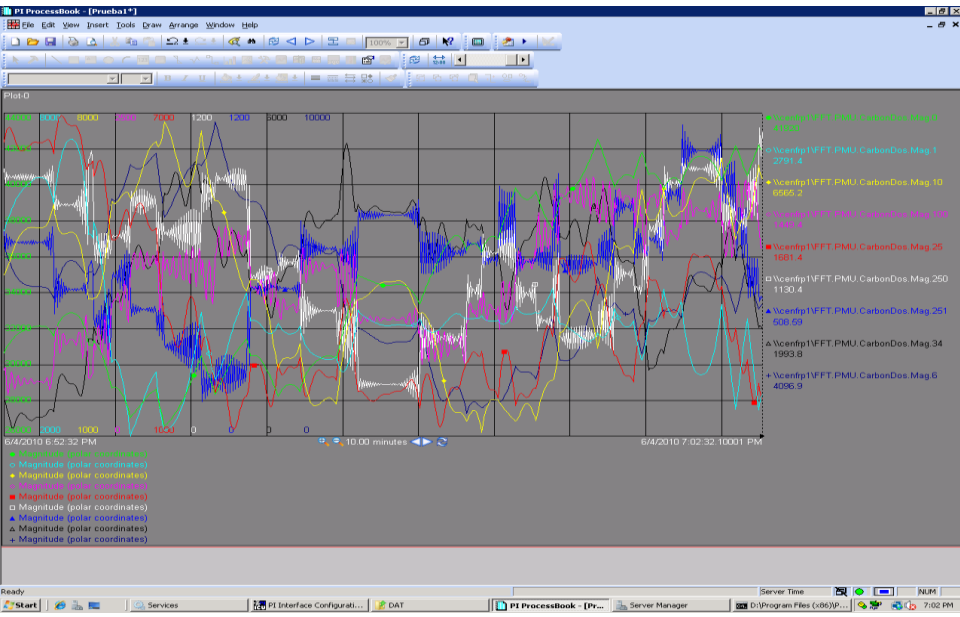 PI ProcessBook - [Prueba1*]
File Edit View Insert Tools Draw Arrange Window Help
100%
Plot-0
8000 7000 1200 1200 6000 10000
\\cenfrp1\FFT.PMU.CarbonDos.Mag.0
\\cenfrp1\FFT.PMU.CarbonDos.Mag.1
2791.4
\\cenfrp1\FFT.PMU.CarbonDos.Mag.10
6565.2
\\cenfrp1\FFT.PMU.CarbonDos.Mag.100
1449.4
\\cenfrp1\FFT.PMU.CarbonDos.Mag.25
1681.4
\\cenfrp1\FFT.PMU.CarbonDos.Mag.250
1130.4
\\cenfrp1\FFT.PMU.CarbonDos.Mag.251
608.59
\\cenfrp1\FFT.PMU.CarbonDos.Mag.34
1993.8
\\cenfrp1\FFT.PMU.CarbonDos.Mag.6
4096.9
2000 1000 0 0 0 0
6/4/2010 6:52:32 PM 10.00 minutes 6/4/2010 7:02:32.10001 PM
Magnitude (polar coordinates)
Magnitude (polar coordinates)
Magnitude (polar coordinates)
Magnitude (polar coordinates)
Magnitude (polar coordinates)
Magnitude (polar coordinates)
Magnitude (polar coordinates)
Magnitude (polar coordinates)
Magnitude (polar coordinates)
Ready Server Time NUM
Start Services PI Interface Configurati... DAT PI ProcessBook - [Pr... Server Manager D:\Program Files (x86)\P... 7:02 PM